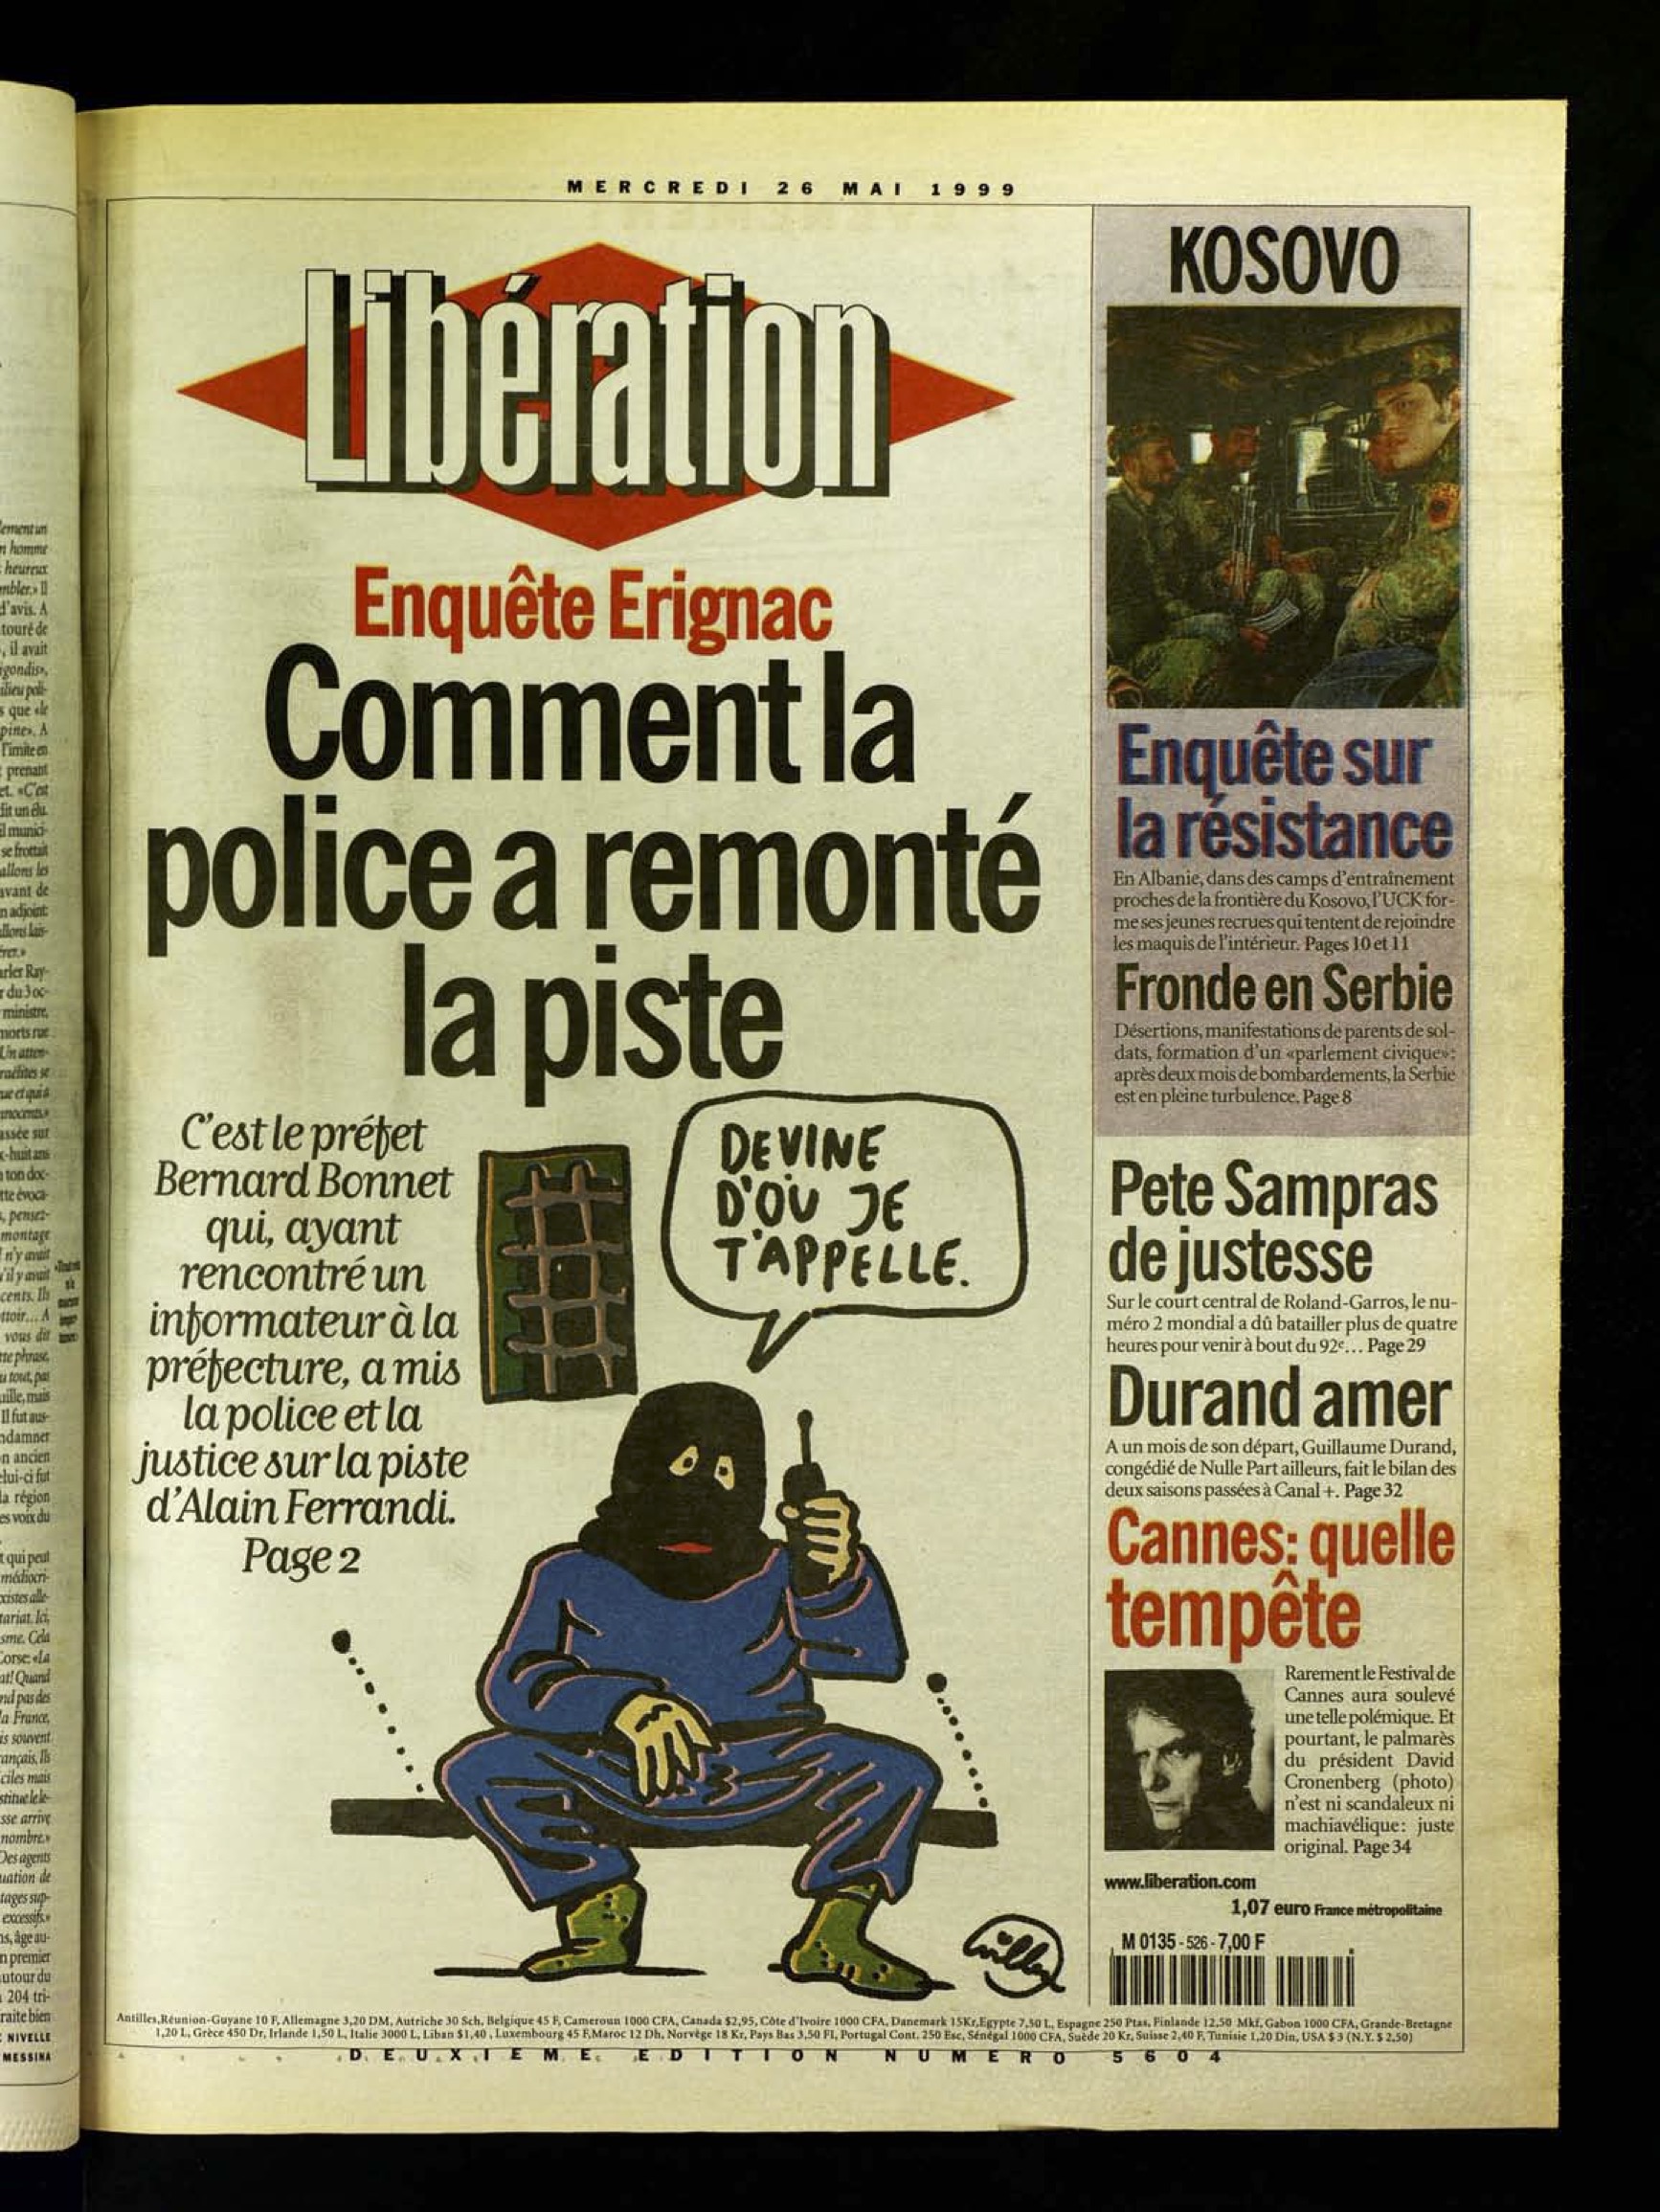 MERCREDI 26 MAI 1999
Libération
Enquête Erignac
Comment la
police a remonté
la piste
C'est le préfet
Bernard Bonnet
qui, ayant
rencontré un
informateur à la
préfecture, a mis
la police et la
justice sur la piste
d'Alain Ferrandi.
Page 2
DEVINE
D'OÙ JE
T'APPELLE.
KOSOVO
Enquête sur
la résistance
En Albanie, dans des camps d'entraînement
proches de la frontière du Kosovo, l'UCK for-
me ses jeunes recrues qui tentent de rejoindre
les maquis de l'intérieur. Pages 10 et 11
Fronde en Serbie
Désertions, manifestations de parents de sol-
dats, formation d'un «parlement civique»:
après deux mois de bombardements, la Serbie
est en pleine turbulence. Page 8
Pete Sampras
de justesse
Sur le court central de Roland-Garros, le nu-
méro 2 mondial a dû batailler plus de quatre
heures pour venir à bout du 92e... Page 29
Durand amer
A un mois de son départ, Guillaume Durand,
congédié de Nulle Part ailleurs, fait le bilan des
deux saisons passées à Canal +. Page 32
Cannes: quelle
tempête
Rarement le Festival de
Cannes aura soulevé
une telle polémique. Et
pourtant, le palmarès
du président David
Cronenberg (photo)
n'est ni scandaleux ni
machiavélique: juste
original. Page 34
www.liberation.com
1,07 euro France métropolitaine
M 0135 - 526 - 7,00 F
Antilles,Réunion-Guyane 10 F, Allemagne 3,20 DM, Autriche 30 Sch, Belgique 45 F, Cameroun 1000 CFA, Canada $2,95, Côte d'Ivoire 1000 CFA, Danemark 15Kr,Egypte 7,50 L, Espagne 250 Ptas, Finlande 12,50 Mkf, Gabon 1000 CFA, Grande-Bretagne
1,20 L, Grèce 450 Dr, Irlande 1,50 L, Italie 3000 L, Liban $1,40 , Luxembourg 45 F,Maroc 12 Dh, Norvège 18 Kr, Pays Bas 3,50 Fl, Portugal Cont. 250 Esc, Sénégal 1000 CFA, Suède 20 Kr, Suisse 2,40 F, Tunisie 1,20 Din, USA $ 3 (N.Y. $ 2,50)
DEUXIEME EDITION NUMERO 5604